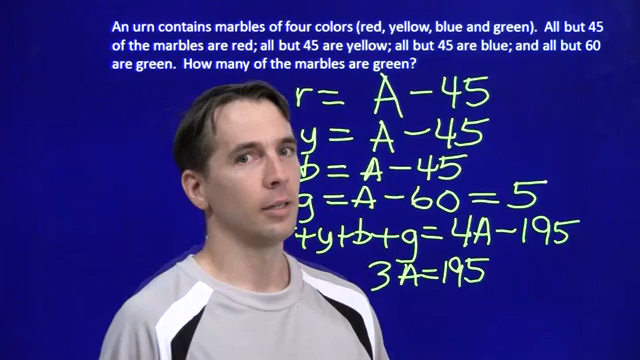 An urn contains marbles of four colors (red, yellow, blue and green). All but 45
of the marbles are red; all but 45 are yellow; all but 45 are blue; and all but 60
are green. How many of the marbles are green?
r = A - 45
y = A - 45
b = A - 45
g = A - 60 = 5
+y+b+g = 4A - 195
3A = 195